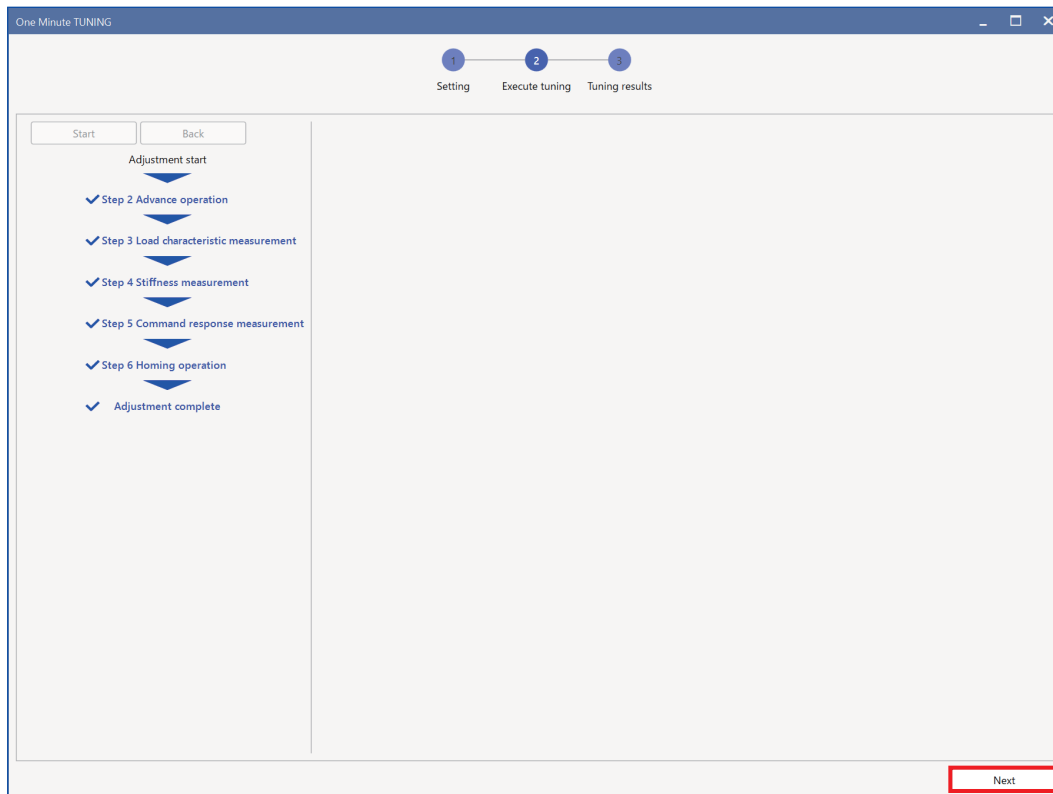 One Minute TUNING
1 2 3
Setting Execute tuning Tuning results
Start Back
Adjustment start
Step 2 Advance operation
Step 3 Load characteristic measurement
Step 4 Stiffness measurement
Step 5 Command response measurement
Step 6 Homing operation
Adjustment complete
Next